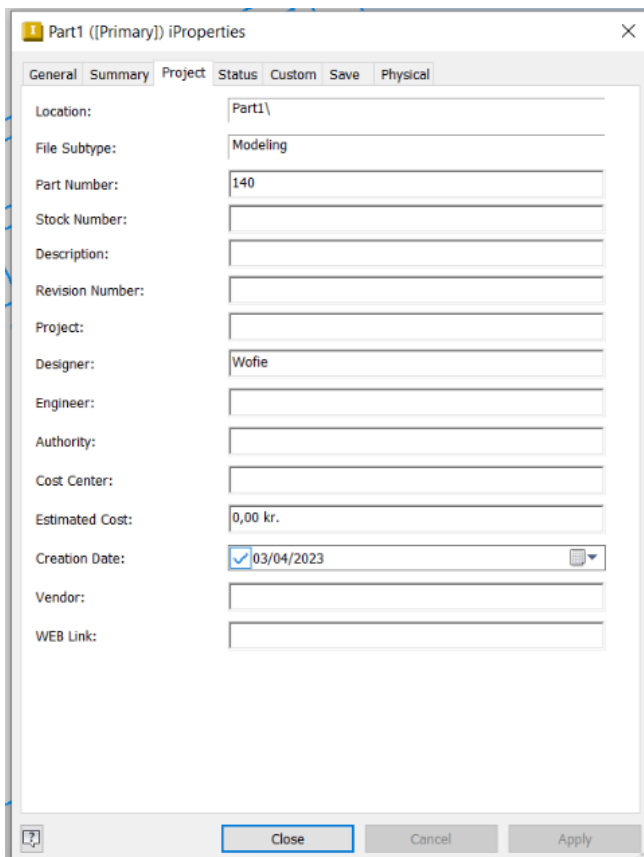 Part1 ([Primary]) iProperties
General Summary Project Status Custom Save Physical
Location: Part1\
File Subtype: Modeling
Part Number: 140
Stock Number:
Description:
Revision Number:
Project:
Designer: Wofie
Engineer:
Authority:
Cost Center:
Estimated Cost: 0,00 kr.
Creation Date: 03/04/2023
Vendor:
WEB Link:
Close Cancel Apply